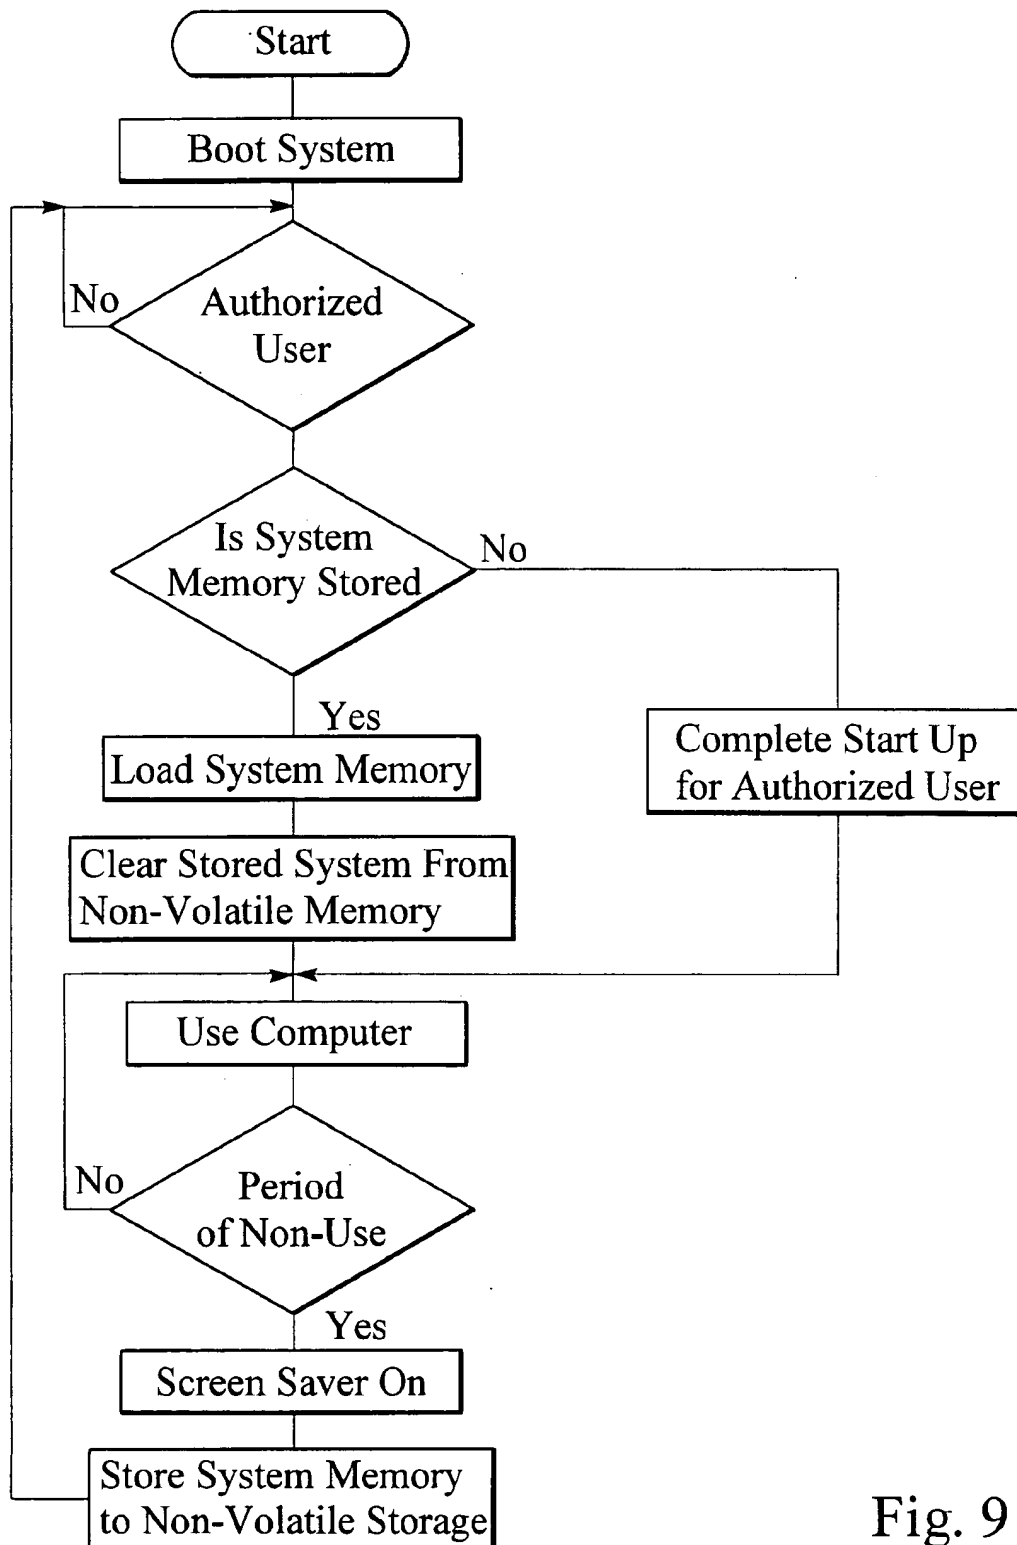 Start
Boot System
No
Authorized
User
Is System
Memory Stored
No
Yes
Load System Memory
Complete Start Up
for Authorized User
Clear Stored System From
Non-Volatile Memory
Use Computer
No
Period
of Non-Use
Yes
Screen Saver On
Store System Memory
to Non-Volatile Storage
Fig. 9